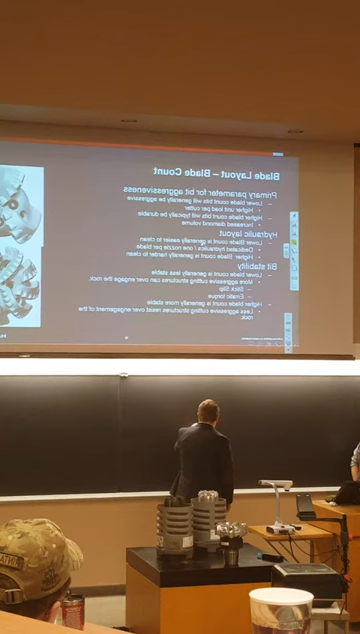 Blade Layout – Blade Count
Primary parameter for bit aggressiveness
– Lower blade count bits will generally be aggressive
• Higher unit load per cutter
– Higher blade count bits will typically be durable
• Increased diamond volume
Hydraulic layout
– Lower blade count is generally easier to clean
• Dedicated hydraulics / one nozzle per blade
• Higher Blade count is generally harder to clean
Bit stability
– Lower blade count is generally less stable
• More aggressive cutting structures can over engage the rock.
– Stick Slip
– Erratic torque
– Higher blade count is generally more stable
• Less aggressive cutting structures resist over engagement of the
rock.